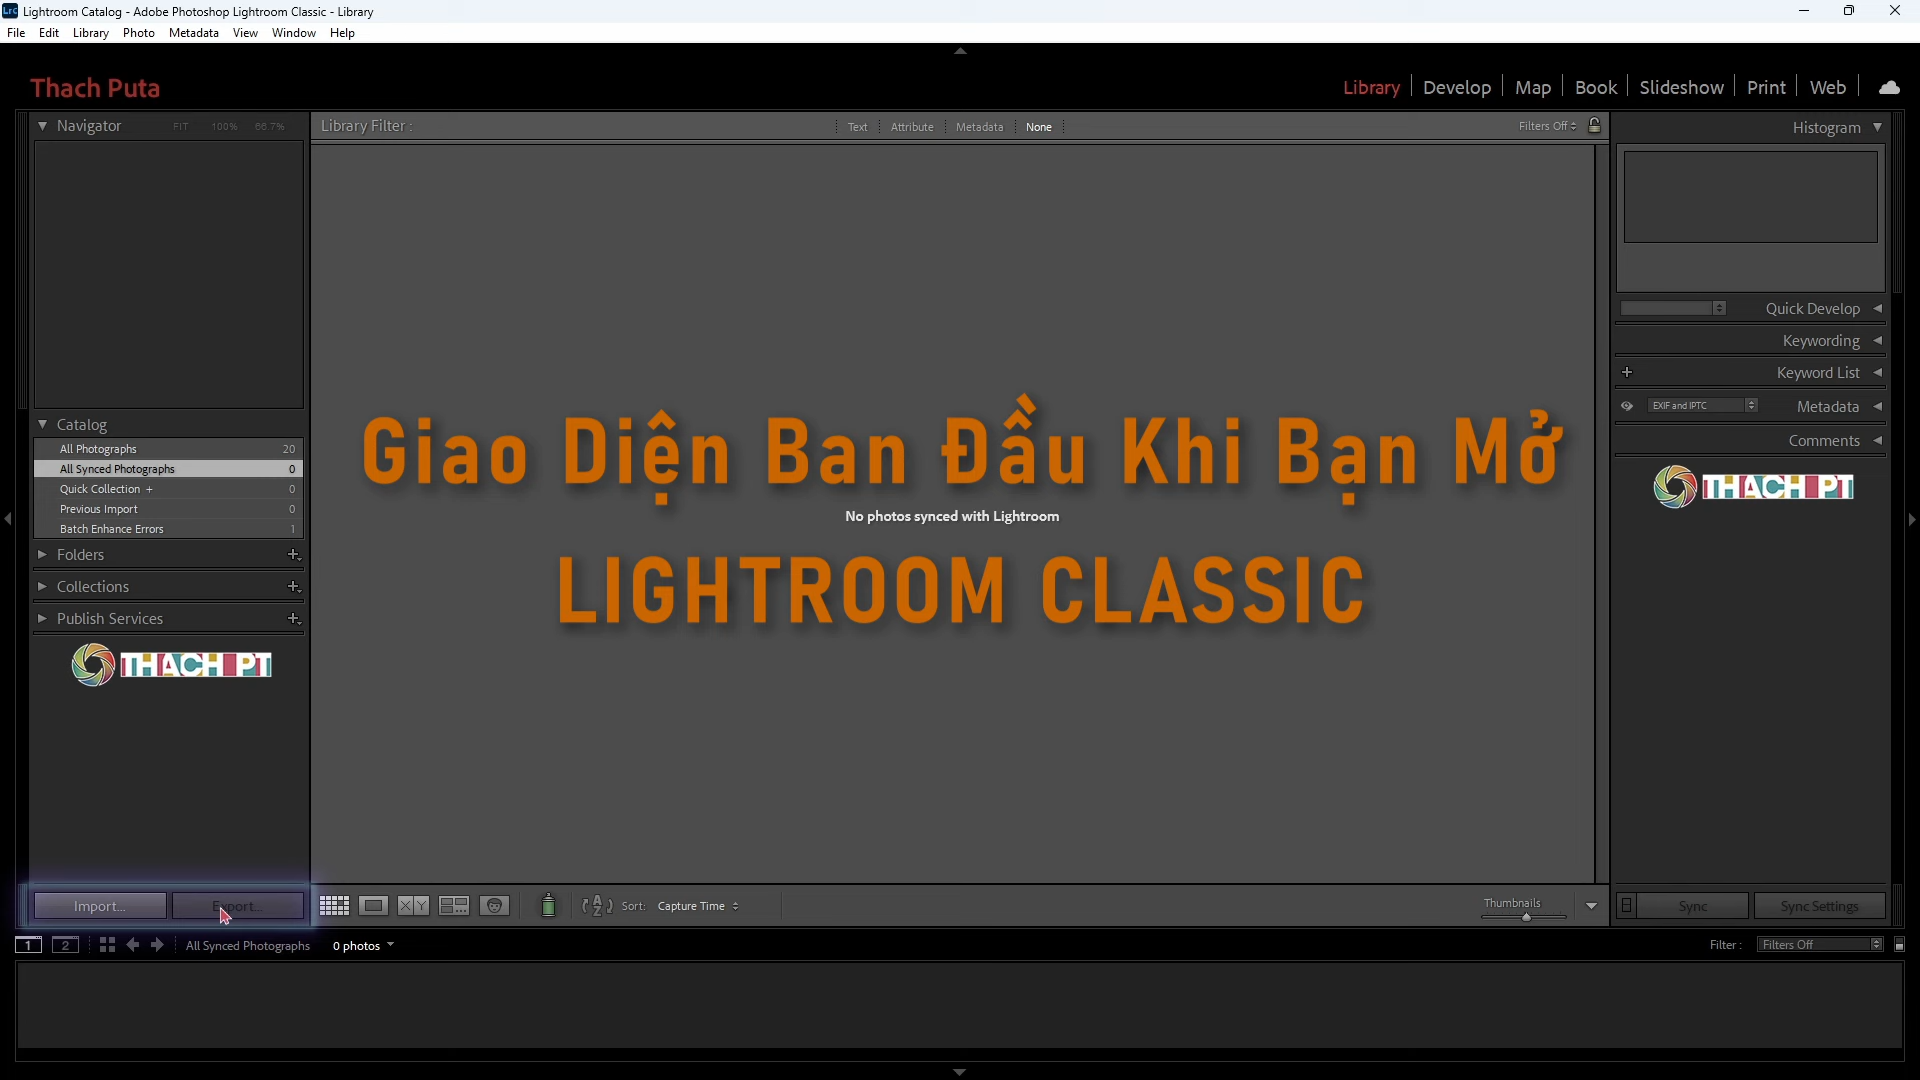 Lightroom Catalog - Adobe Photoshop Lightroom Classic - Library
File Edit Library Photo Metadata View Window Help
Thach Puta
Library Develop Map Book Slideshow Print Web
Navigator FIT 100% 66.7%
Library Filter : Text Attribute Metadata None Filters Off
Histogram
Quick Develop
Keywording
Keyword List
EXIF and IPTC Metadata
Comments
THACH PT
Catalog
All Photographs 20
All Synced Photographs 0
Quick Collection + 0
Previous Import 0
Batch Enhance Errors 1
Folders
Collections
Publish Services
THACH PT
Giao Diện Ban Đầu Khi Bạn Mở
No photos synced with Lightroom
LIGHTROOM CLASSIC
Import... Export...
X Y
Sort: Capture Time
Thumbnails
Sync Sync Settings
1 2 All Synced Photographs 0 photos
Filter : Filters Off